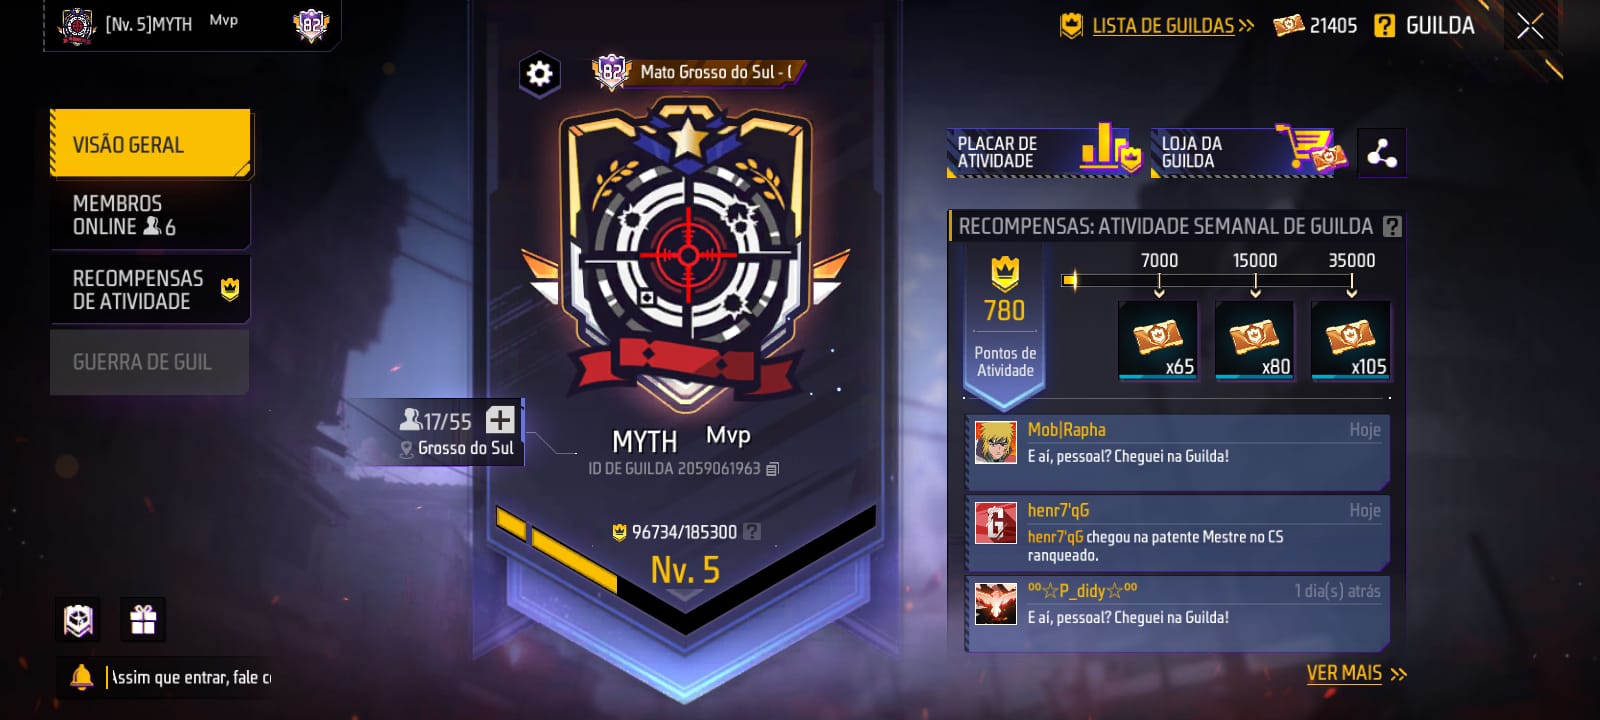 [Nv. 5]MYTH Mvp
82
LISTA DE GUILDAS >>
21405
? GUILDA
VISÃO GERAL
MEMBROS
ONLINE 6
RECOMPENSAS
DE ATIVIDADE
GUERRA DE GUIL
82 Mato Grosso do Sul -
17/55 +
Grosso do Sul
MYTH Mvp
ID DE GUILDA 2059061963
96734/185300 ?
Nv. 5
PLACAR DE
ATIVIDADE
LOJA DA
GUILDA
RECOMPENSAS: ATIVIDADE SEMANAL DE GUILDA ?
780
Pontos de
Atividade
7000 15000 35000
x65 x80 x105
Mob|Rapha Hoje
E aí, pessoal? Cheguei na Guilda!
henr7'qG Hoje
henr7'qG chegou na patente Mestre no CS
ranqueado.
ºº☆P_didy☆ºº 1 dia(s) atrás
E aí, pessoal? Cheguei na Guilda!
VER MAIS >>
Assim que entrar, fale